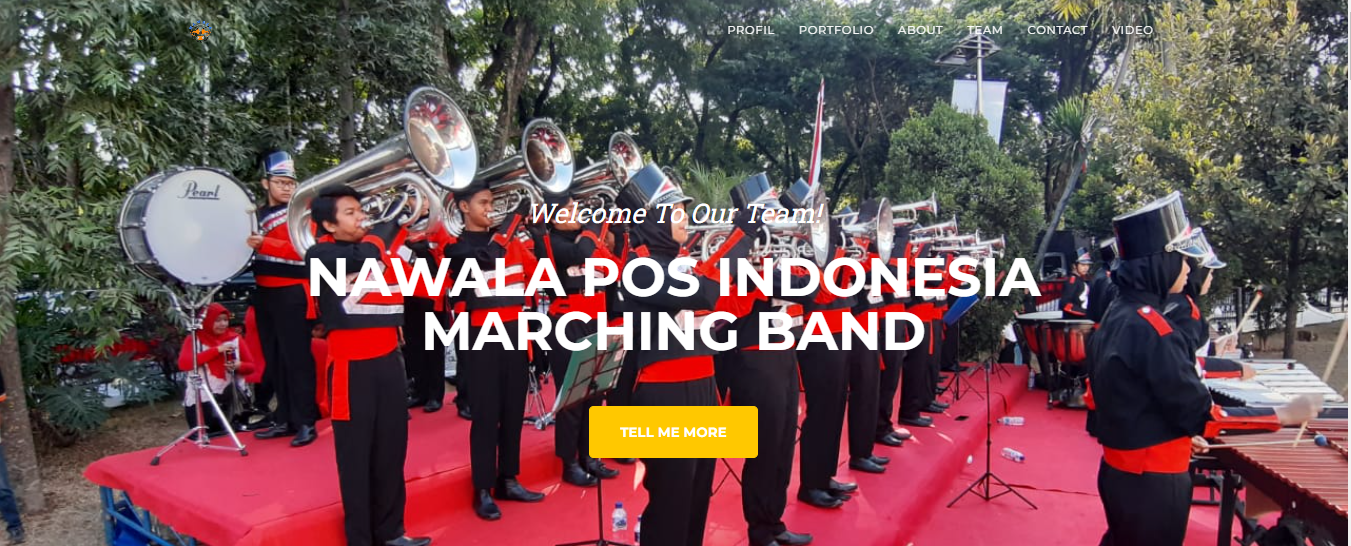 PROFIL PORTFOLIO ABOUT TEAM CONTACT VIDEO
Pearl
Welcome To Our Team!
NAWALA POS INDONESIA
MARCHING BAND
TELL ME MORE